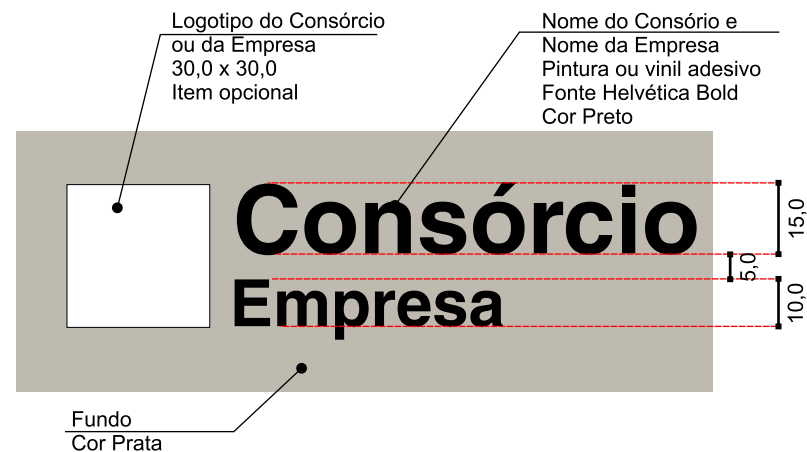 Logotipo do Consórcio
ou da Empresa
30,0 x 30,0
Item opcional
Nome do Consório e
Nome da Empresa
Pintura ou vinil adesivo
Fonte Helvética Bold
Cor Preto
Consórcio
Empresa
15,0
5,0
10,0
Fundo
Cor Prata